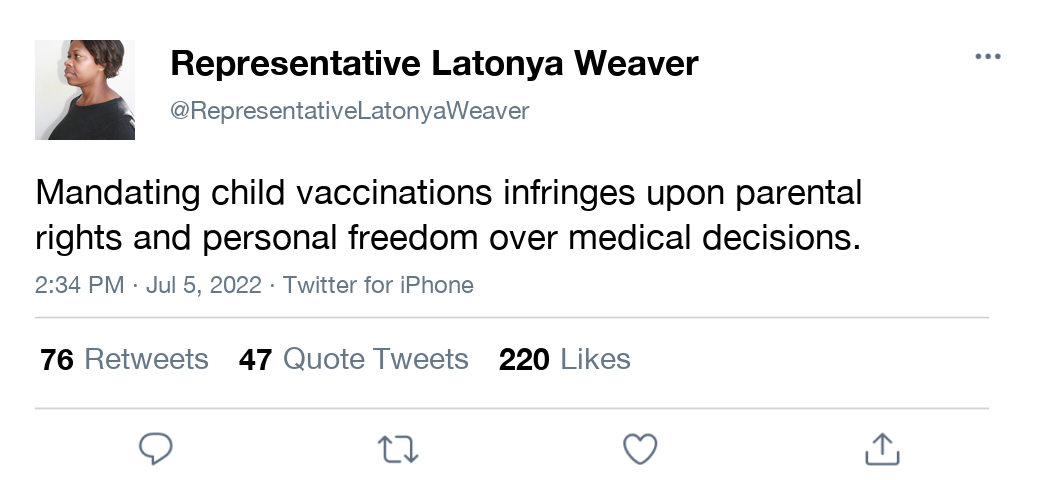 Representative Latonya Weaver
@RepresentativeLatonyaWeaver
Mandating child vaccinations infringes upon parental
rights and personal freedom over medical decisions.
2:34 PM · Jul 5, 2022 · Twitter for iPhone
76 Retweets 47 Quote Tweets 220 Likes